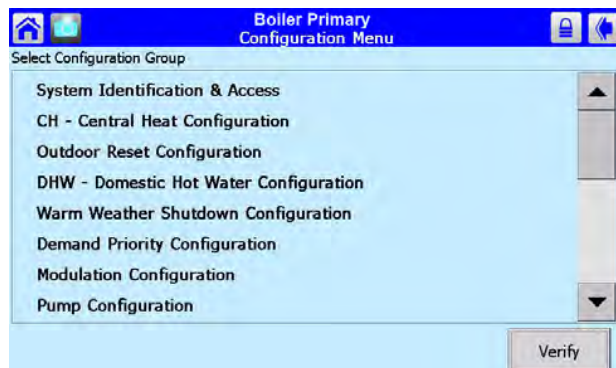 Boiler Primary
Configuration Menu
Select Configuration Group
System Identification & Access
CH - Central Heat Configuration
Outdoor Reset Configuration
DHW - Domestic Hot Water Configuration
Warm Weather Shutdown Configuration
Demand Priority Configuration
Modulation Configuration
Pump Configuration
Verify